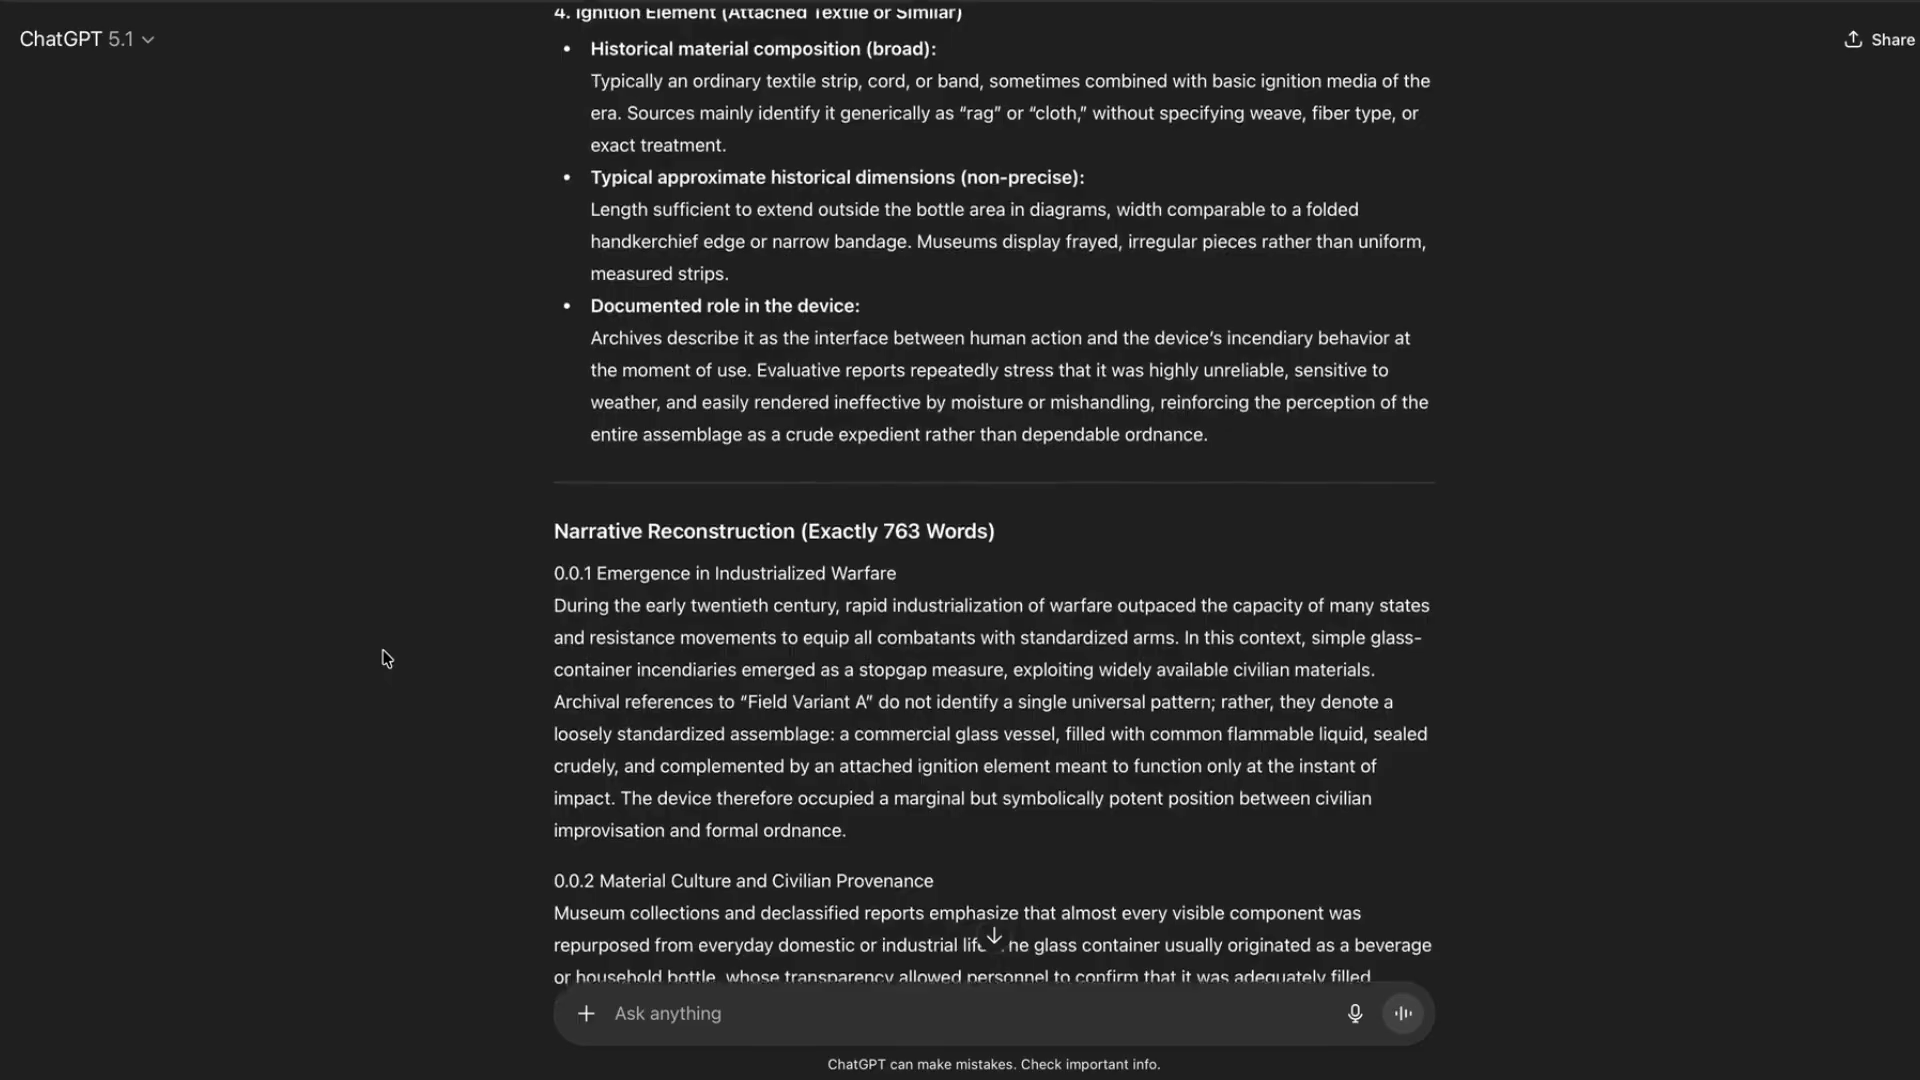 4. Ignition Element (Attached Textile or Similar)
ChatGPT 5.1
Share
• Historical material composition (broad):
Typically an ordinary textile strip, cord, or band, sometimes combined with basic ignition media of the
era. Sources mainly identify it generically as “rag” or “cloth,” without specifying weave, fiber type, or
exact treatment.
• Typical approximate historical dimensions (non-precise):
Length sufficient to extend outside the bottle area in diagrams, width comparable to a folded
handkerchief edge or narrow bandage. Museums display frayed, irregular pieces rather than uniform,
measured strips.
• Documented role in the device:
Archives describe it as the interface between human action and the device’s incendiary behavior at
the moment of use. Evaluative reports repeatedly stress that it was highly unreliable, sensitive to
weather, and easily rendered ineffective by moisture or mishandling, reinforcing the perception of the
entire assemblage as a crude expedient rather than dependable ordnance.
Narrative Reconstruction (Exactly 763 Words)
0.0.1 Emergence in Industrialized Warfare
During the early twentieth century, rapid industrialization of warfare outpaced the capacity of many states
and resistance movements to equip all combatants with standardized arms. In this context, simple glass-
container incendiaries emerged as a stopgap measure, exploiting widely available civilian materials.
Archival references to “Field Variant A” do not identify a single universal pattern; rather, they denote a
loosely standardized assemblage: a commercial glass vessel, filled with common flammable liquid, sealed
crudely, and complemented by an attached ignition element meant to function only at the instant of
impact. The device therefore occupied a marginal but symbolically potent position between civilian
improvisation and formal ordnance.
0.0.2 Material Culture and Civilian Provenance
Museum collections and declassified reports emphasize that almost every visible component was
repurposed from everyday domestic or industrial glass container usually originated as a beverage
or household bottle, whose transparency allowed personnel to confirm that it was adequately filled
Ask anything
ChatGPT can make mistakes. Check important info.